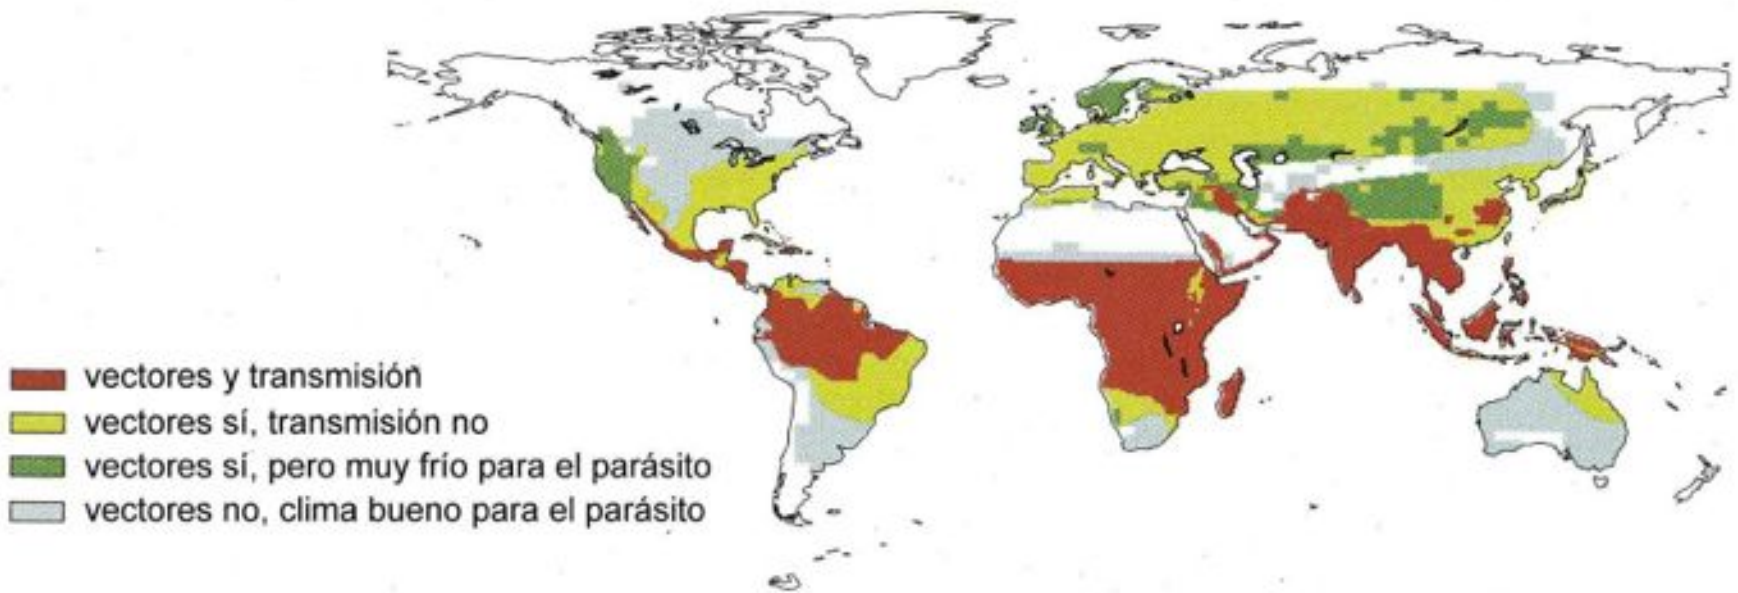 vectores y transmisión
vectores sí, transmisión no
vectores sí, pero muy frío para el parásito
vectores no, clima bueno para el parásito